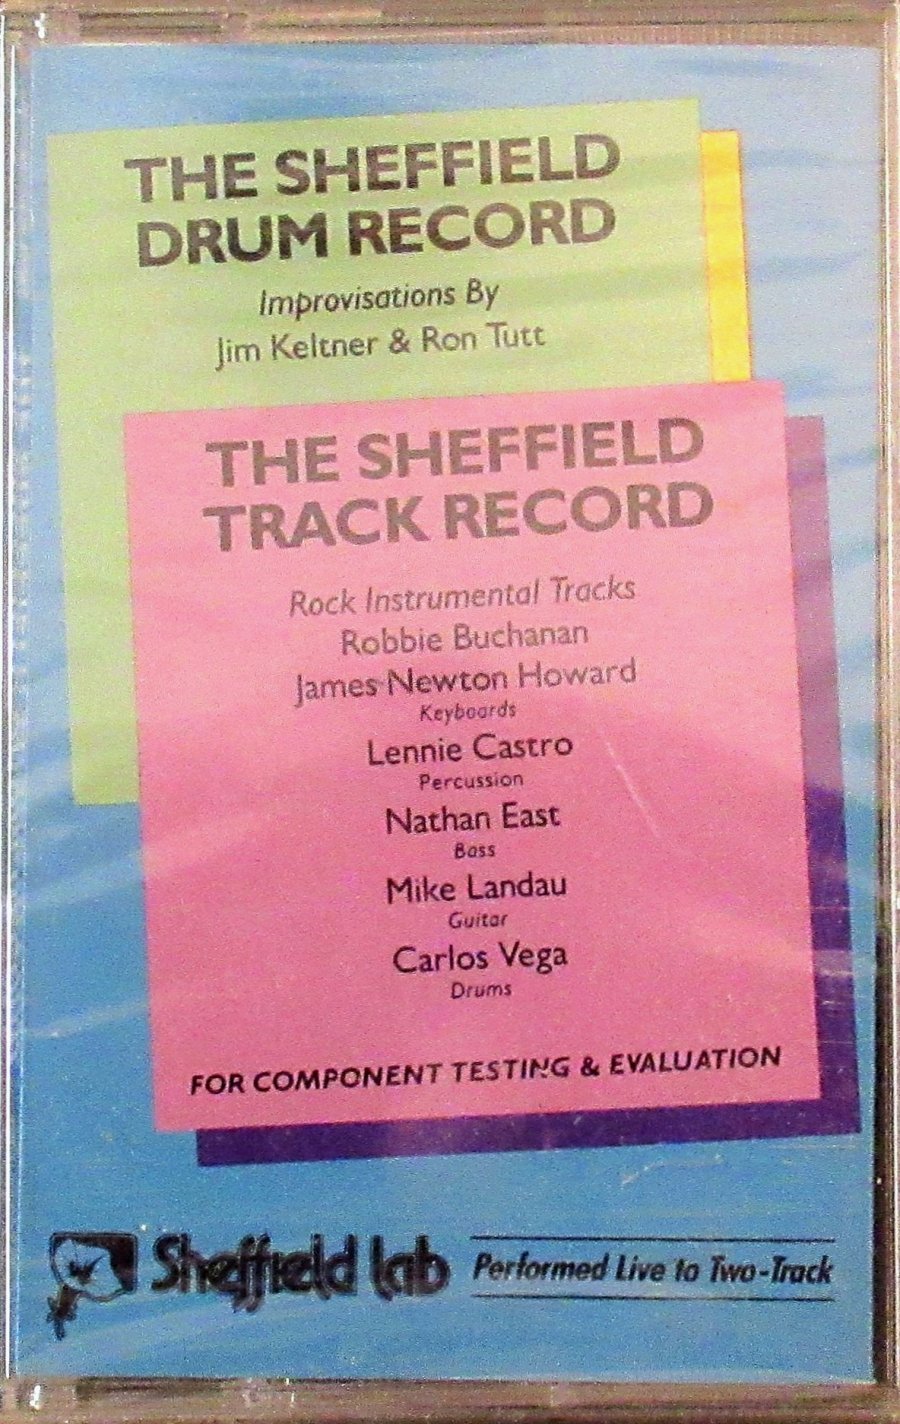 THE SHEFFIELD
DRUM RECORD
Improvisations By
Jim Keltner & Ron Tutt
THE SHEFFIELD
TRACK RECORD
Rock Instrumental Tracks
Robbie Buchanan
James Newton Howard
Keyboards
Lennie Castro
Percussion
Nathan East
Bass
Mike Landau
Guitar
Carlos Vega
Drums
FOR COMPONENT TESTING & EVALUATION
Sheffield Lab
Performed Live to Two-Track